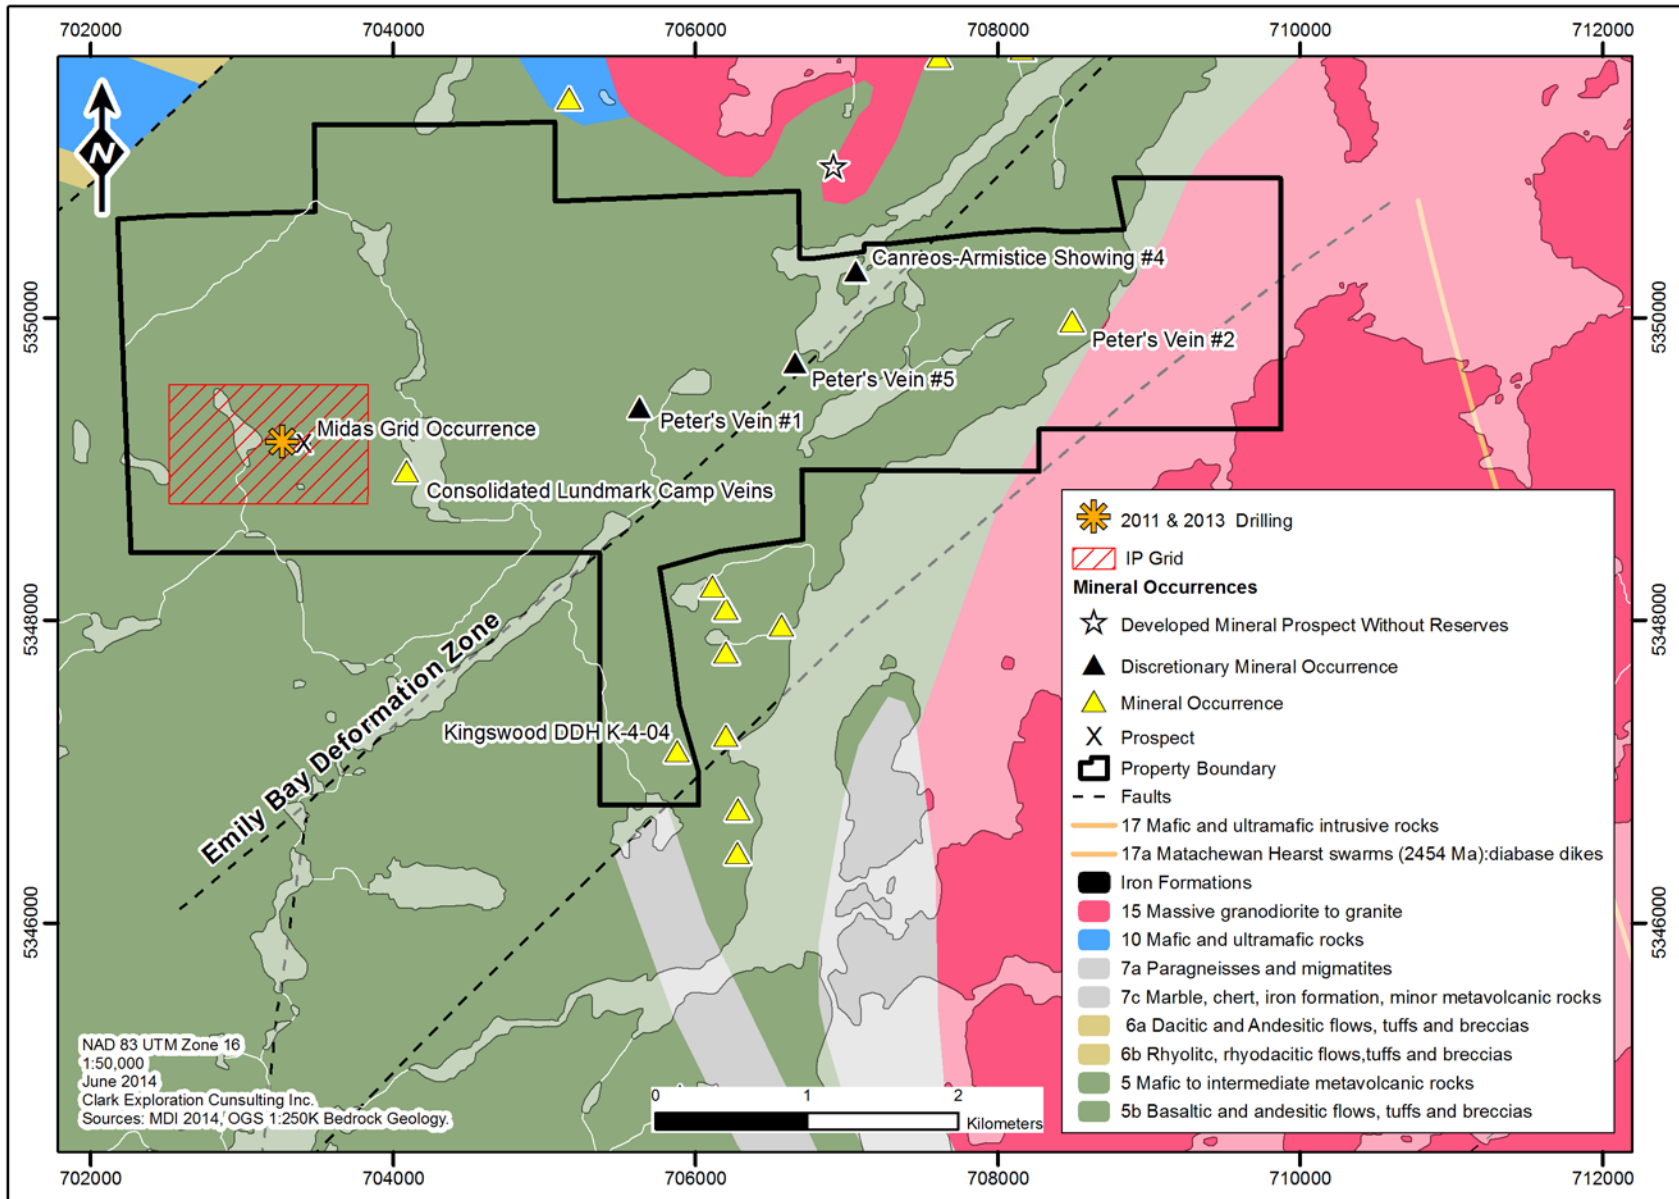 702000 704000 706000 708000 710000 712000
N
Canreos-Armistice Showing #4
5350000 5350000
Peter's Vein #2
Peter's Vein #5
Peter's Vein #1
Midas Grid Occurrence
Consolidated Lundmark Camp Veins
5348000 5348000
Emily Bay Deformation Zone
Kingswood DDH K-4-04
5346000 5346000
2011 & 2013 Drilling
IP Grid
Mineral Occurrences
Developed Mineral Prospect Without Reserves
Discretionary Mineral Occurrence
Mineral Occurrence
X Prospect
Property Boundary
Faults
17 Mafic and ultramafic intrusive rocks
17a Matachewan Hearst swarms (2454 Ma):diabase dikes
Iron Formations
15 Massive granodiorite to granite
10 Mafic and ultramafic rocks
7a Paragneisses and migmatites
7c Marble, chert, iron formation, minor metavolcanic rocks
6a Dacitic and Andesitic flows, tuffs and breccias
6b Rhyolitc, rhyodacitic flows,tuffs and breccias
5 Mafic to intermediate metavolcanic rocks
5b Basaltic and andesitic flows, tuffs and breccias
NAD 83 UTM Zone 16
1:50,000
June 2014
Clark Exploration Cunsulting Inc.
Sources: MDI 2014, OGS 1:250K Bedrock Geology.
0 1 2
Kilometers
702000 704000 706000 708000 710000 712000